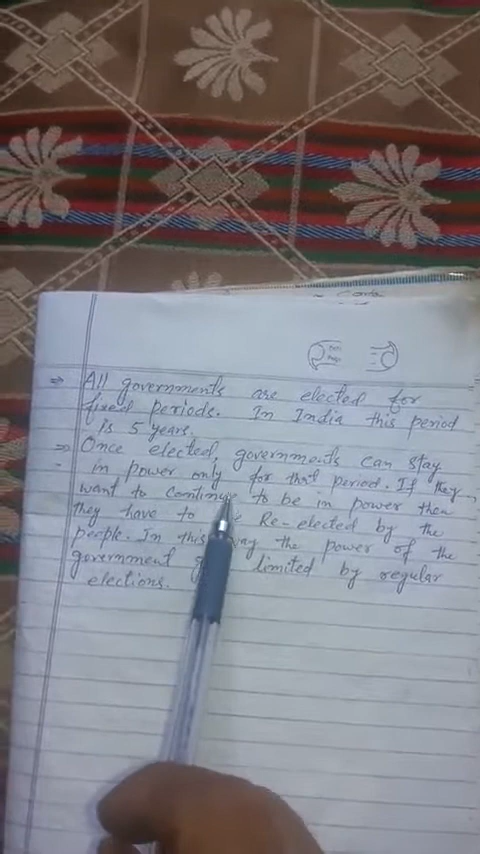 ⇒ All governments are elected for
fixed periods. In India this period
is 5 years.
⇒ Once elected, governments can stay
in power only for that period. If they
want to continue to be in power then
they have to Re-elected by the
people. In this way the power of the
government limited by regular
elections.